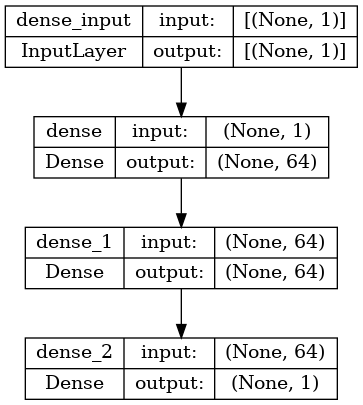 dense_input input: [(None, 1)]
InputLayer output: [(None, 1)]
dense input: (None, 1)
Dense output: (None, 64)
dense_1 input: (None, 64)
Dense output: (None, 64)
dense_2 input: (None, 64)
Dense output: (None, 1)